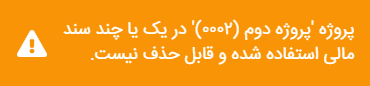 پروژه 'پروژه دوم (۰۰۰۲)' در یک یا چند سند
مالی استفاده شده و قابل حذف نیست.